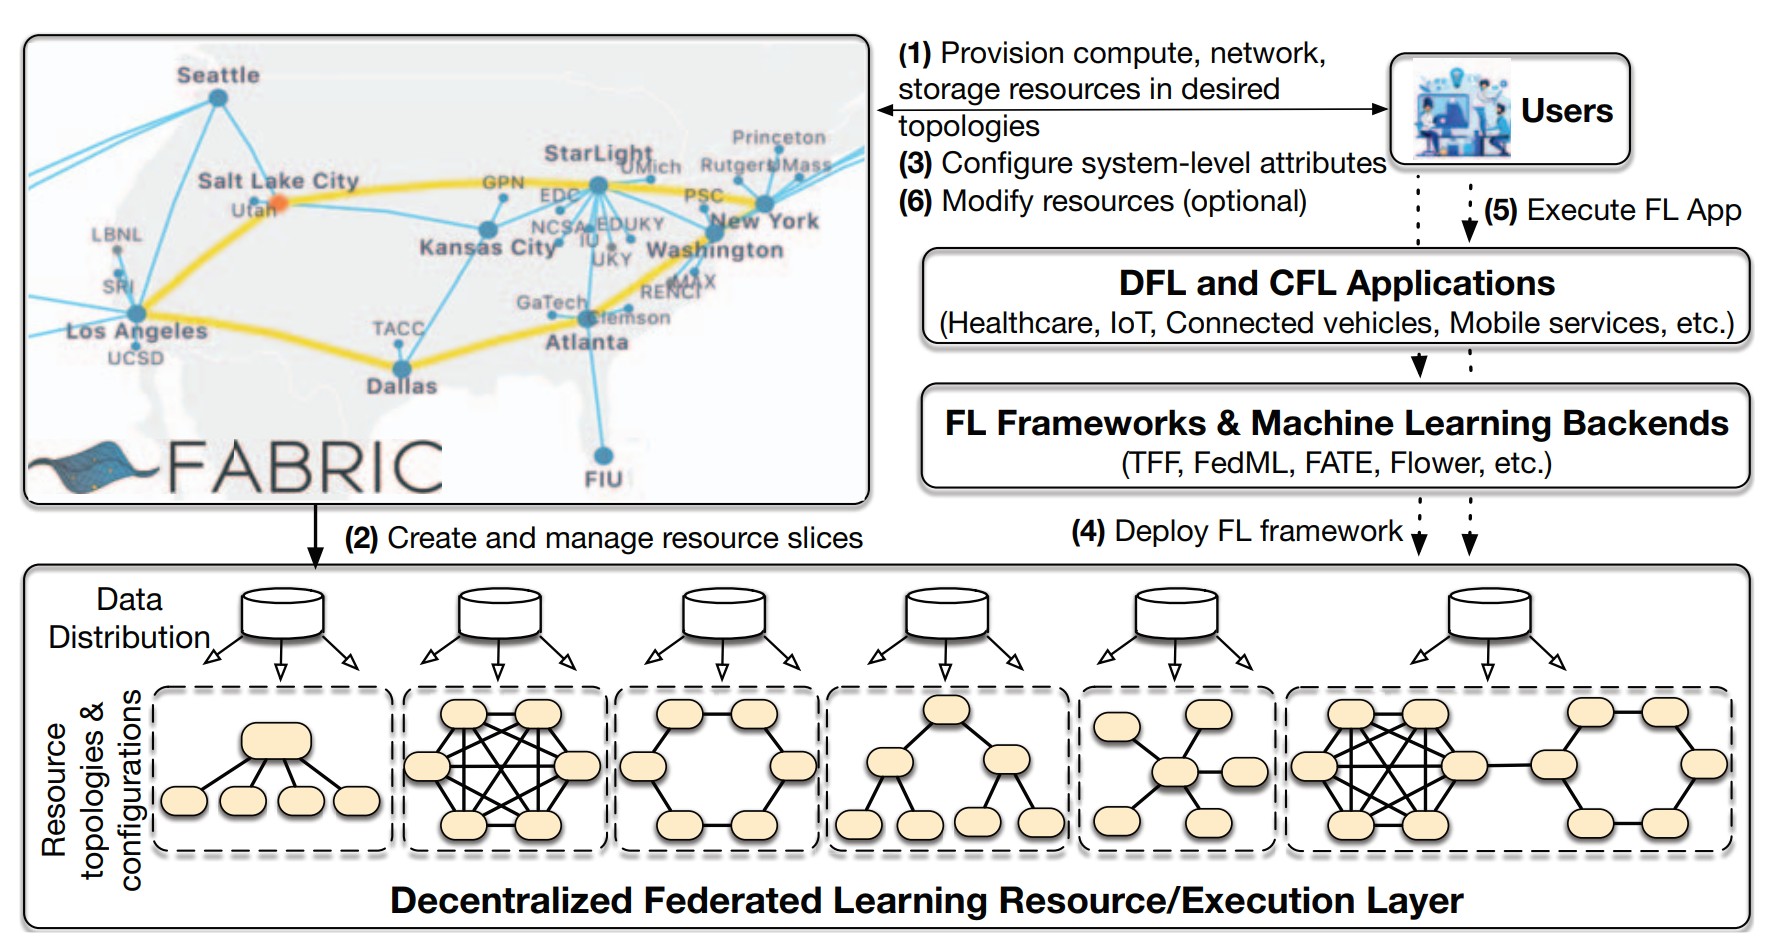 Seattle
Salt Lake City
Utah
LBNL
SRI
Los Angeles
UCSD
TACC
Dallas
GPN
Kansas City
StarLight
UMich
EDC
NCSA
EDUKY
IU
UKY
Princeton
Rutgers
UMass
PSC
New York
Washington
MAX
RENCI
GaTech
Clemson
Atlanta
FIU
FABRIC
(1) Provision compute, network,
storage resources in desired
topologies
(3) Configure system-level attributes
(6) Modify resources (optional)
Users
(5) Execute FL App
DFL and CFL Applications
(Healthcare, IoT, Connected vehicles, Mobile services, etc.)
FL Frameworks & Machine Learning Backends
(TFF, FedML, FATE, Flower, etc.)
(2) Create and manage resource slices
(4) Deploy FL framework
Data
Distribution
Resource
topologies &
configurations
Decentralized Federated Learning Resource/Execution Layer